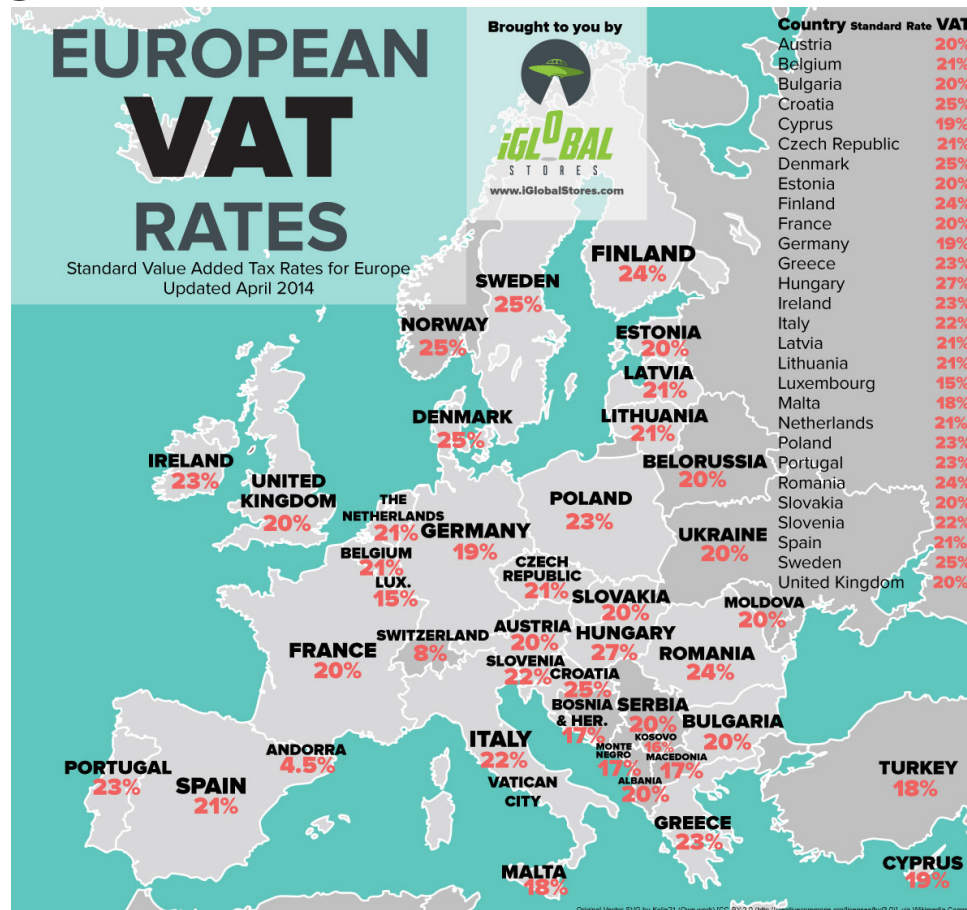 EUROPEAN
VAT
RATES
Standard Value Added Tax Rates for Europe
Updated April 2014
Brought to you by
iGLOBAL
STORES
www.iGlobalStores.com
Country Standard Rate VAT
Austria 20%
Belgium 21%
Bulgaria 20%
Croatia 25%
Cyprus 19%
Czech Republic 21%
Denmark 25%
Estonia 20%
Finland 24%
France 20%
Germany 19%
Greece 23%
Hungary 27%
Ireland 23%
Italy 22%
Latvia 21%
Lithuania 21%
Luxembourg 15%
Malta 18%
Netherlands 21%
Poland 23%
Portugal 23%
Romania 24%
Slovakia 20%
Slovenia 22%
Spain 21%
Sweden 25%
United Kingdom 20%
FINLAND
24%
SWEDEN
25%
NORWAY
25%
ESTONIA
20%
LATVIA
21%
DENMARK
25%
LITHUANIA
21%
IRELAND
23%
UNITED
KINGDOM
20%
BELORUSSIA
20%
THE
NETHERLANDS
21%
GERMANY
19%
POLAND
23%
UKRAINE
20%
BELGIUM
21%
LUX.
15%
CZECH
REPUBLIC
21%
SLOVAKIA
20%
MOLDOVA
20%
FRANCE
20%
SWITZERLAND
8%
AUSTRIA
20%
HUNGARY
27%
ROMANIA
24%
SLOVENIA
22%
CROATIA
25%
BOSNIA
& HER.
17%
SERBIA
20%
BULGARIA
20%
KOSOVO
16%
MONTE
NEGRO
17%
MACEDONIA
17%
ALBANIA
20%
ANDORRA
4.5%
PORTUGAL
23%
SPAIN
21%
ITALY
22%
VATICAN
CITY
TURKEY
18%
GREECE
23%
MALTA
18%
CYPRUS
19%